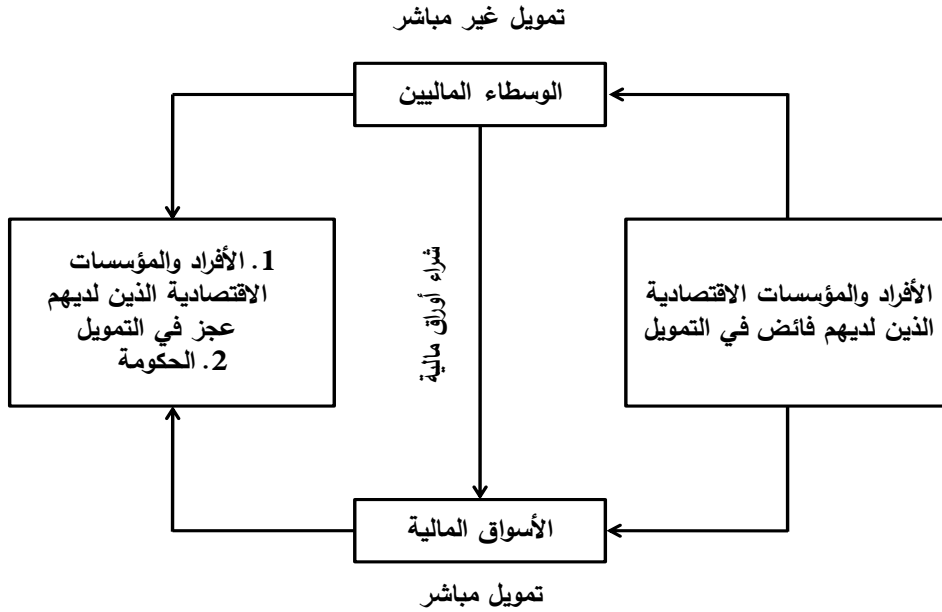 تمويل غير مباشر
الوسطاء الماليين
الأفراد والمؤسسات الاقتصادية
الذين لديهم فائض في التمويل
شراء أوراق مالية
1. الأفراد والمؤسسات
الاقتصادية الذين لديهم
عجز في التمويل
2. الحكومة
الأسواق المالية
تمويل مباشر